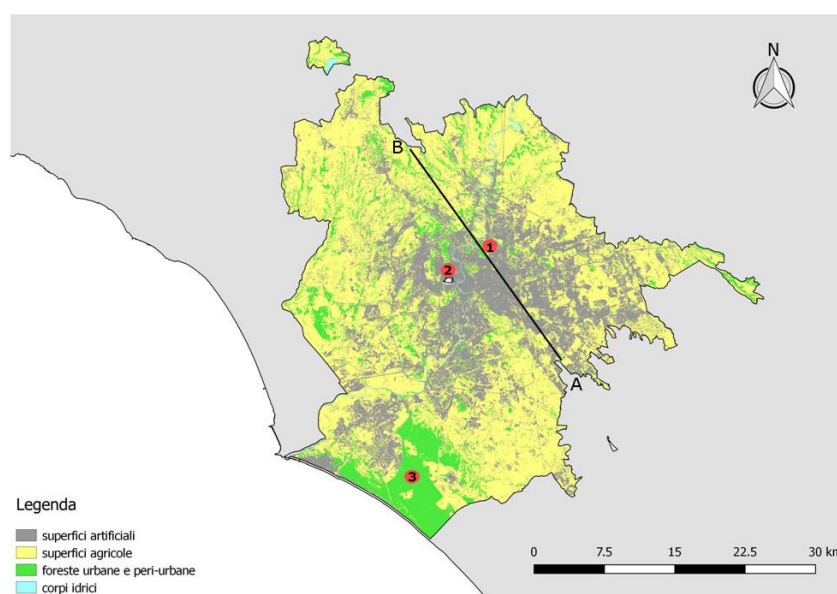 N
B
1
2
A
3
Legenda
superfici artificiali
superfici agricole
foreste urbane e peri-urbane
corpi idrici
0 7.5 15 22.5 30 km